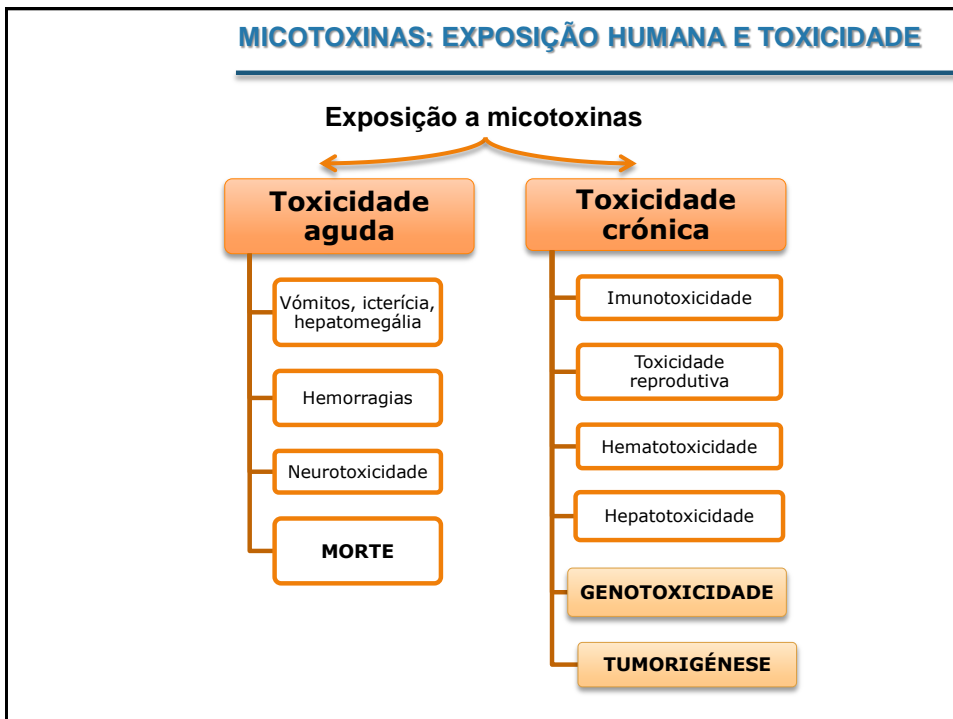 MICOTOXINAS: EXPOSIÇÃO HUMANA E TOXICIDADE
Exposição a micotoxinas
Toxicidade
aguda
Vómitos, icterícia,
hepatomegália
Hemorragias
Neurotoxicidade
MORTE
Toxicidade
crónica
Imunotoxicidade
Toxicidade
reprodutiva
Hematotoxicidade
Hepatotoxicidade
GENOTOXICIDADE
TUMORIGÉNESE